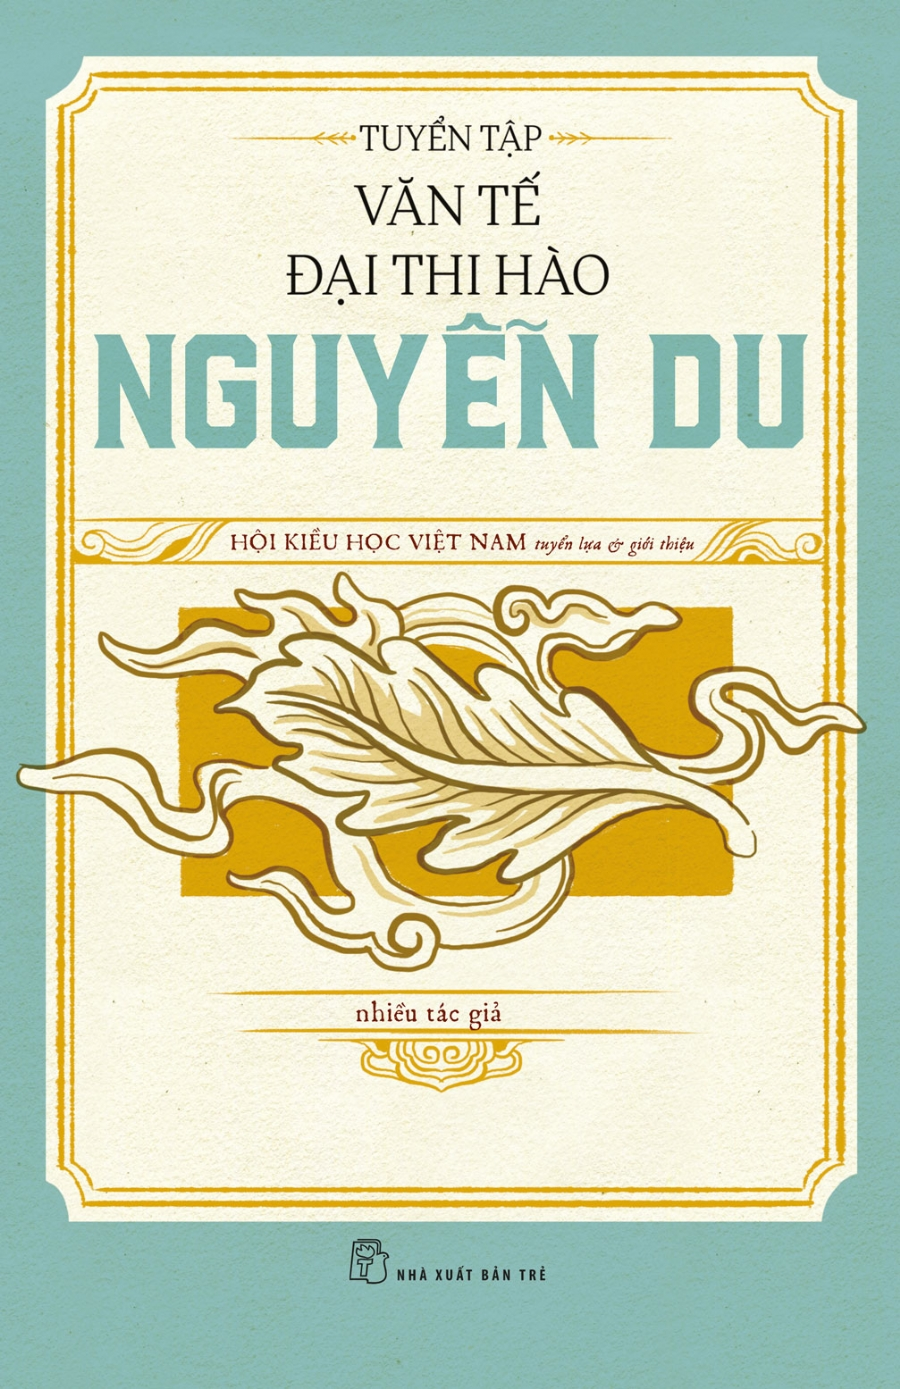 TUYỂN TẬP
VĂN TẾ
ĐẠI THI HÀO
NGUYỄN DU
HỘI KIỀU HỌC VIỆT NAM tuyển lựa & giới thiệu
nhiều tác giả
T
NHÀ XUẤT BẢN TRẺ